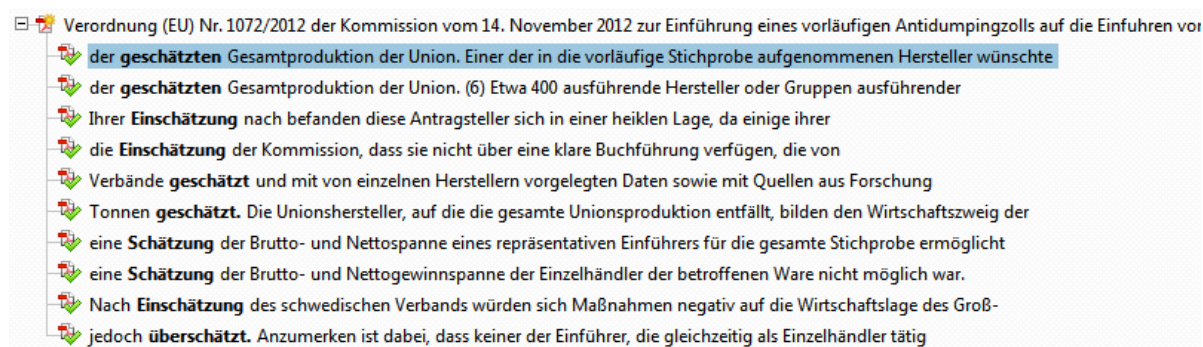 Verordnung (EU) Nr. 1072/2012 der Kommission vom 14. November 2012 zur Einführung eines vorläufigen Antidumpingzolls auf die Einfuhren vor
der geschätzten Gesamtproduktion der Union. Einer der in die vorläufige Stichprobe aufgenommenen Hersteller wünschte
der geschätzten Gesamtproduktion der Union. (6) Etwa 400 ausführende Hersteller oder Gruppen ausführender
Ihrer Einschätzung nach befanden diese Antragsteller sich in einer heiklen Lage, da einige ihrer
die Einschätzung der Kommission, dass sie nicht über eine klare Buchführung verfügen, die von
Verbände geschätzt und mit von einzelnen Herstellern vorgelegten Daten sowie mit Quellen aus Forschung
Tonnen geschätzt. Die Unionshersteller, auf die die gesamte Unionsproduktion entfällt, bilden den Wirtschaftszweig der
eine Schätzung der Brutto- und Nettospanne eines repräsentativen Einführers für die gesamte Stichprobe ermöglicht
eine Schätzung der Brutto- und Nettogewinnspanne der Einzelhändler der betroffenen Ware nicht möglich war.
Nach Einschätzung des schwedischen Verbands würden sich Maßnahmen negativ auf die Wirtschaftslage des Groß-
jedoch überschätzt. Anzumerken ist dabei, dass keiner der Einführer, die gleichzeitig als Einzelhändler tätig